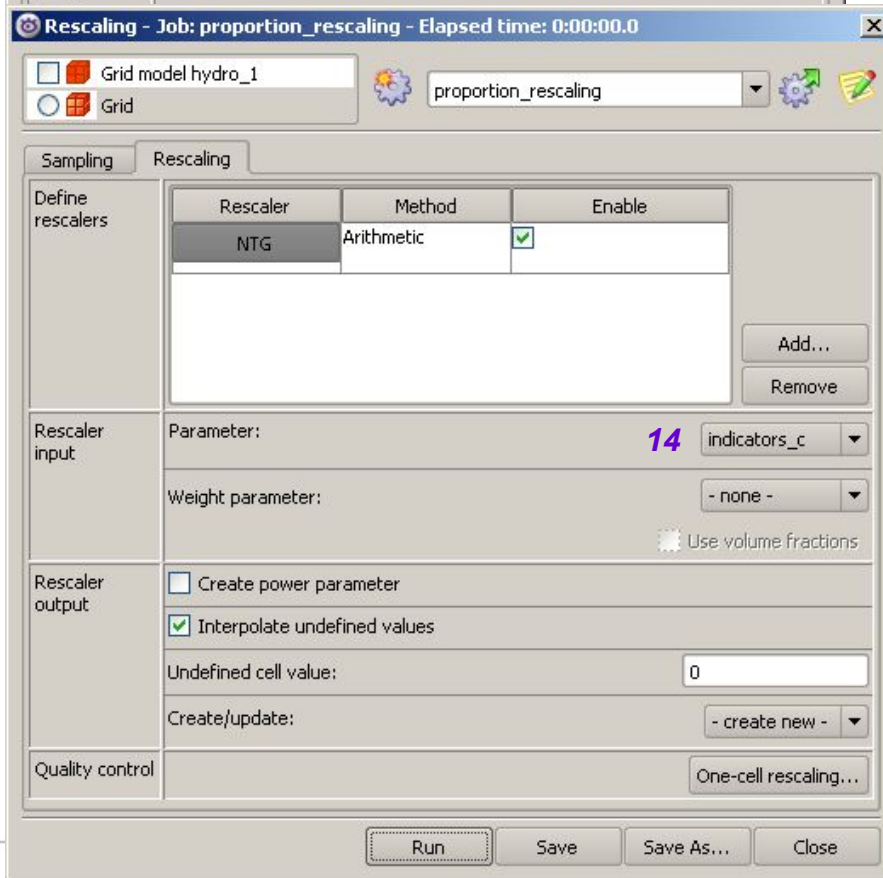 Rescaling - Job: proportion_rescaling - Elapsed time: 0:00:00.0
Grid model hydro_1
Grid
proportion_rescaling
Sampling Rescaling
Define rescalers
Rescaler Method Enable
NTG Arithmetic
Add...
Remove
Rescaler input
Parameter: 14 indicators_c
Weight parameter: - none -
Use volume fractions
Rescaler output
Create power parameter
Interpolate undefined values
Undefined cell value: 0
Create/update: - create new -
Quality control One-cell rescaling...
Run Save Save As... Close